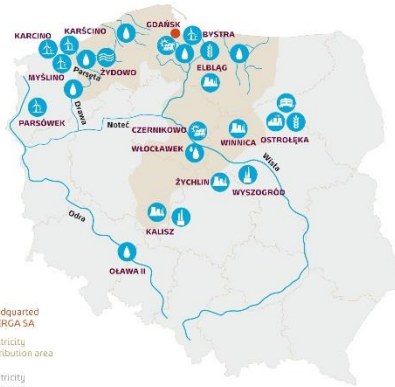 GDAŃSK
KARŚCINO
KARCINO
BYSTRA
MYŚLINO
Parsęta
ŻYDOWO
ELBLĄG
PARSÓWEK
Drawa
Noteć
CZERNIKOWO
WINNICA
OSTROŁĘKA
WŁOCŁAWEK
Wisła
ŻYCHLIN
WYSZOGRÓD
Odra
KALISZ
OŁAWA II
dquarted
ERGA SA
tricity
ribution area
tricity